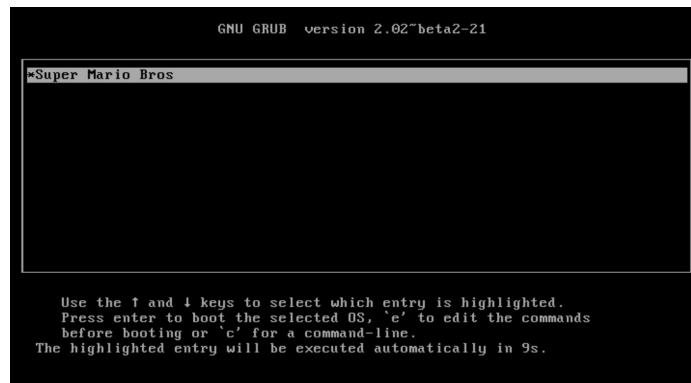 GNU GRUB  version 2.02~beta2-21
*Super Mario Bros
Use the ↑ and ↓ keys to select which entry is highlighted.
Press enter to boot the selected OS, `e' to edit the commands
before booting or `c' for a command-line.
The highlighted entry will be executed automatically in 9s.